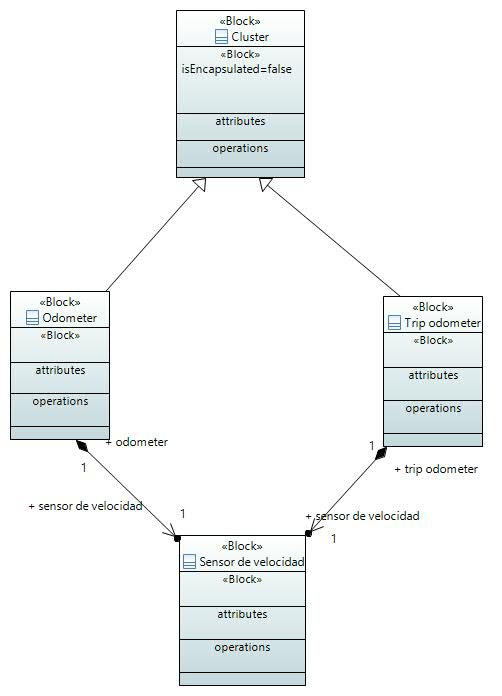 «Block»
Cluster
«Block»
isEncapsulated=false
attributes
operations
«Block»
Odometer
«Block»
attributes
operations
«Block»
Trip odometer
«Block»
attributes
operations
+ odometer
1
+ sensor de velocidad
1
1
+ trip odometer
+ sensor de velocidad
1
«Block»
Sensor de velocidad
«Block»
attributes
operations